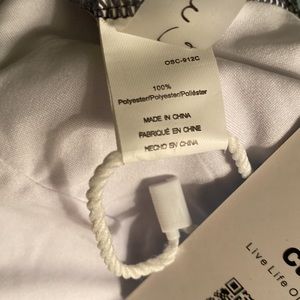 OSC-912C
100%
Polyester/Polyester/Poliéster
MADE IN CHINA
FABRIQUÉ EN CHINE
HECHO EN CHINA
Live Life O